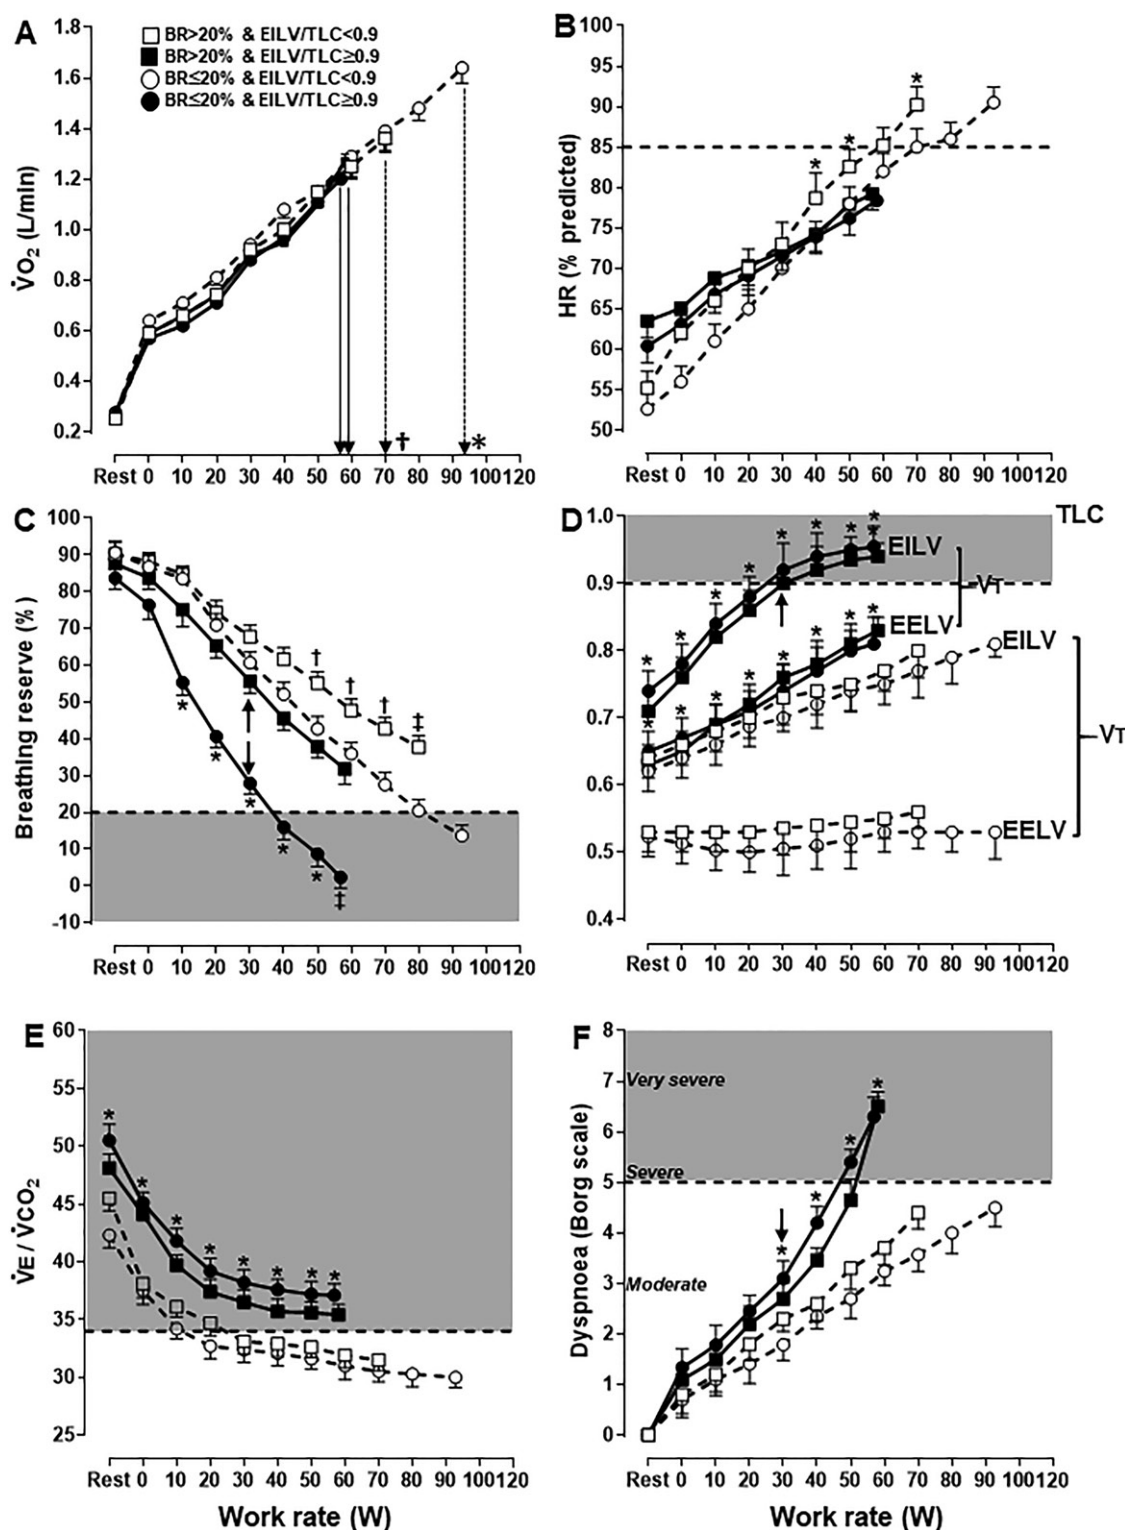 A
BR>20% & EILV/TLC<0.9
BR>20% & EILV/TLC≥0.9
BR≤20% & EILV/TLC<0.9
BR≤20% & EILV/TLC≥0.9
V̇O₂ (L/min)
1.8
1.6
1.4
1.2
1.0
0.8
0.6
0.4
0.2
† *
Rest 0 10 20 30 40 50 60 70 80 90 100 120
B
HR (% predicted)
100
95
90
85
80
75
70
65
60
55
50
* * * *
Rest 0 10 20 30 40 50 60 70 80 90 100 120
C
Breathing reserve (%)
100
90
80
70
60
50
40
30
20
10
0
-10
† † † ‡
* * * * * ‡
Rest 0 10 20 30 40 50 60 70 80 90 100 120
D
1.0
0.9
0.8
0.7
0.6
0.5
0.4
TLC
EILV
VT
EELV
EILV
VT
EELV
Rest 0 10 20 30 40 50 60 70 80 90 100 120
E
V̇E / V̇CO₂
60
55
50
45
40
35
30
25
* * * * * * * *
Rest 0 10 20 30 40 50 60 70 80 90 100 120
Work rate (W)
F
Dyspnoea (Borg scale)
8
7
6
5
4
3
2
1
0
Very severe
Severe
Moderate
* * * *
Rest 0 10 20 30 40 50 60 70 80 90 100 120
Work rate (W)